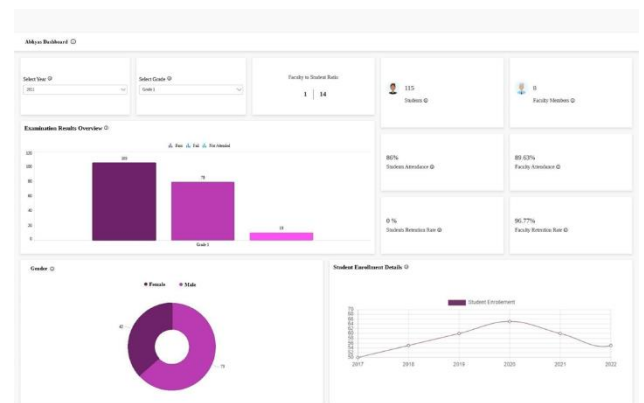 Abhyas Dashboard
Select Year
2021
Select Grade
Grade 1
Faculty to Student Ratio
1 | 14
115
Students
8
Faculty Members
Examination Results Overview
Pass Fail Not Attended
120
100
80
60
40
20
0
78
10
Grade 1
86%
Students Attendance
89.63%
Faculty Attendance
0 %
Students Retention Rate
96.77%
Faculty Retention Rate
Gender
Female Male
Student Enrollment Details
Student Enrolement
2017 2018 2019 2020 2021 2022